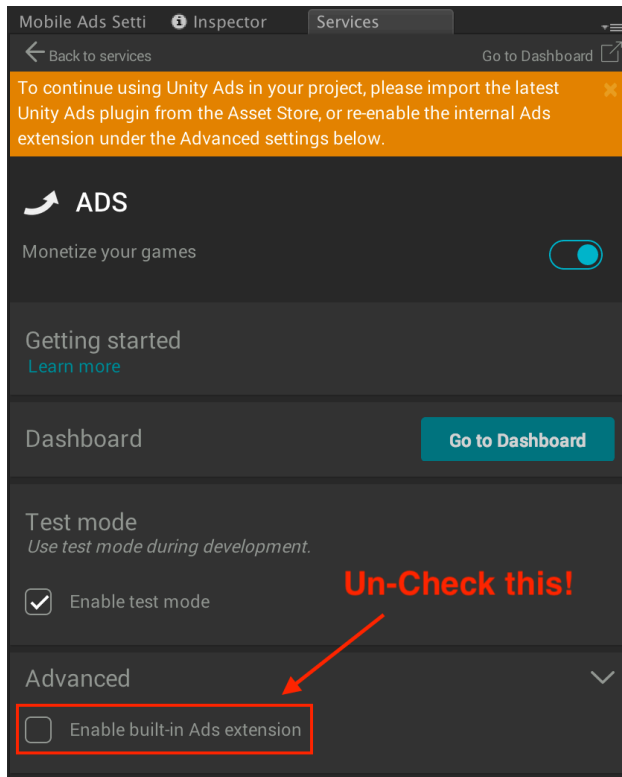 Mobile Ads Setti Inspector Services
Back to services Go to Dashboard
To continue using Unity Ads in your project, please import the latest
Unity Ads plugin from the Asset Store, or re-enable the internal Ads
extension under the Advanced settings below.
ADS
Monetize your games
Getting started
Learn more
Dashboard Go to Dashboard
Test mode
Use test mode during development.
Un-Check this!
Enable test mode
Advanced
Enable built-in Ads extension